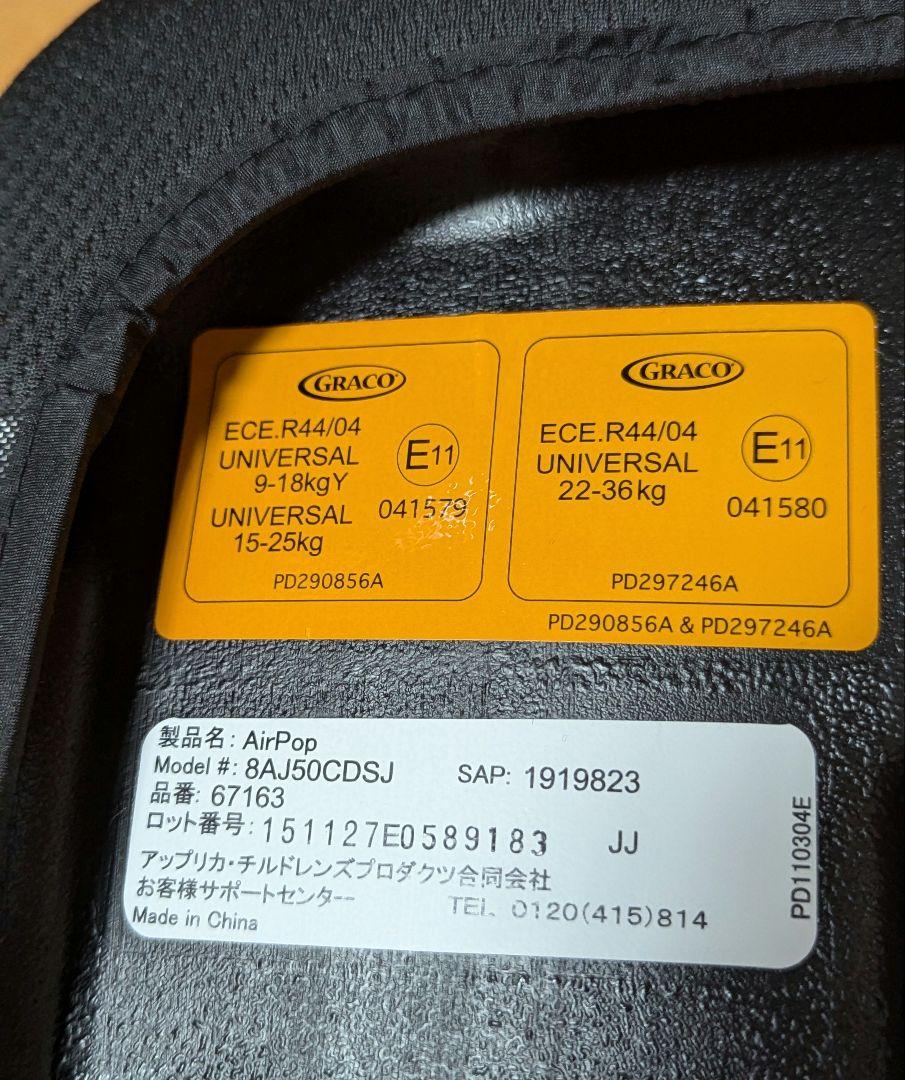 GRACO
ECE.R44/04
UNIVERSAL
9-18kgY
E11
UNIVERSAL
15-25kg
041579
PD290856A
GRACO
ECE.R44/04
UNIVERSAL
22-36kg
E11
041580
PD297246A
PD290856A & PD297246A
製品名: AirPop
Model #: 8AJ50CDSJ SAP: 1919823
品番: 67163
ロット番号: 151127E0589183 JJ
アップリカ・チルドレンズプロダクツ合同会社
お客様サポートセンター TEL 0120(415)814
Made in China
PD110304E